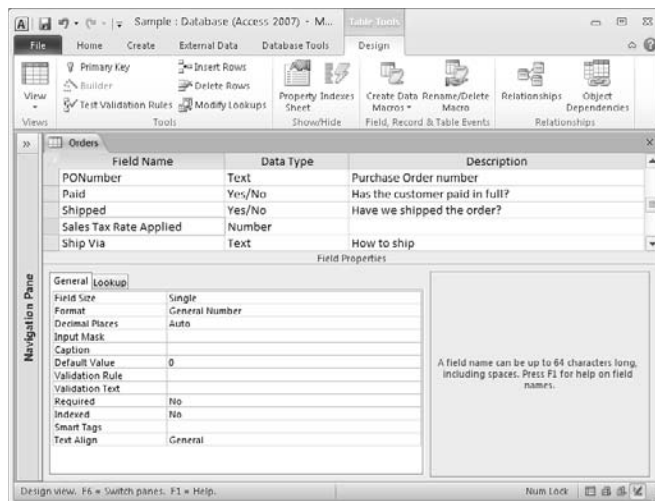 A Sample : Database (Access 2007) - M... Table Tools
File Home Create External Data Database Tools Design
View
Views
Primary Key
Builder
Test Validation Rules
Insert Rows
Delete Rows
Modify Lookups
Tools
Property Sheet
Indexes
Show/Hide
Create Data Macros
Rename/Delete Macro
Field, Record & Table Events
Relationships
Object Dependencies
Relationships
Navigation Pane
Orders
Field Name Data Type Description
PONumber Text Purchase Order number
Paid Yes/No Has the customer paid in full?
Shipped Yes/No Have we shipped the order?
Sales Tax Rate Applied Number
Ship Via Text How to ship
Field Properties
General Lookup
Field Size Single
Format General Number
Decimal Places Auto
Input Mask
Caption
Default Value 0
Validation Rule
Validation Text
Required No
Indexed No
Smart Tags
Text Align General
A field name can be up to 64 characters long,
including spaces. Press F1 for help on field
names.
Design view. F6 = Switch panes. F1 = Help. Num Lock